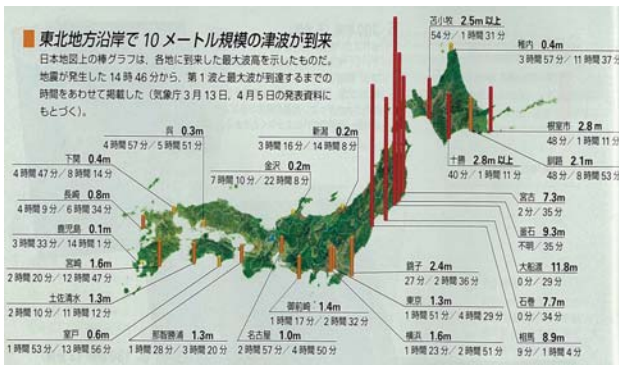 東北地方沿岸で10メートル規模の津波が到来
日本地図上の棒グラフは、各地に到来した最大波高を示したものだ。
地震が発生した14時46分から、第1波と最大波が到達するまでの
時間をあわせて掲載した（気象庁3月13日、4月5日の発表資料に
もとづく）。
苫小牧 2.5m以上
54分／1時間31分
稚内 0.4m
3時間57分／11時間37分
根室市 2.8m
48分／1時間11分
釧路 2.1m
48分／8時間53分
十勝 2.8m以上
40分／1時間11分
呉 0.3m
4時間57分／5時間51分
新潟 0.2m
3時間16分／14時間8分
下関 0.4m
4時間47分／8時間14分
金沢 0.2m
7時間10分／22時間8分
長崎 0.8m
4時間9分／6時間34分
鹿児島 0.1m
3時間33分／14時間1分
宮崎 1.6m
2時間20分／12時間47分
土佐清水 1.3m
2時間10分／11時間12分
室戸 0.6m
1時間53分／13時間56分
那智勝浦 1.3m
1時間28分／3時間20分
名古屋 1.0m
2時間57分／4時間50分
御前崎 1.4m
1時間17分／2時間32分
宮古 7.3m
2分／35分
釜石 9.3m
不明／35分
大船渡 11.8m
0分／29分
石巻 7.7m
0分／34分
相馬 8.9m
9分／1時間4分
銚子 2.4m
27分／2時間36分
東京 1.3m
1時間51分／4時間29分
横浜 1.6m
1時間23分／2時間51分